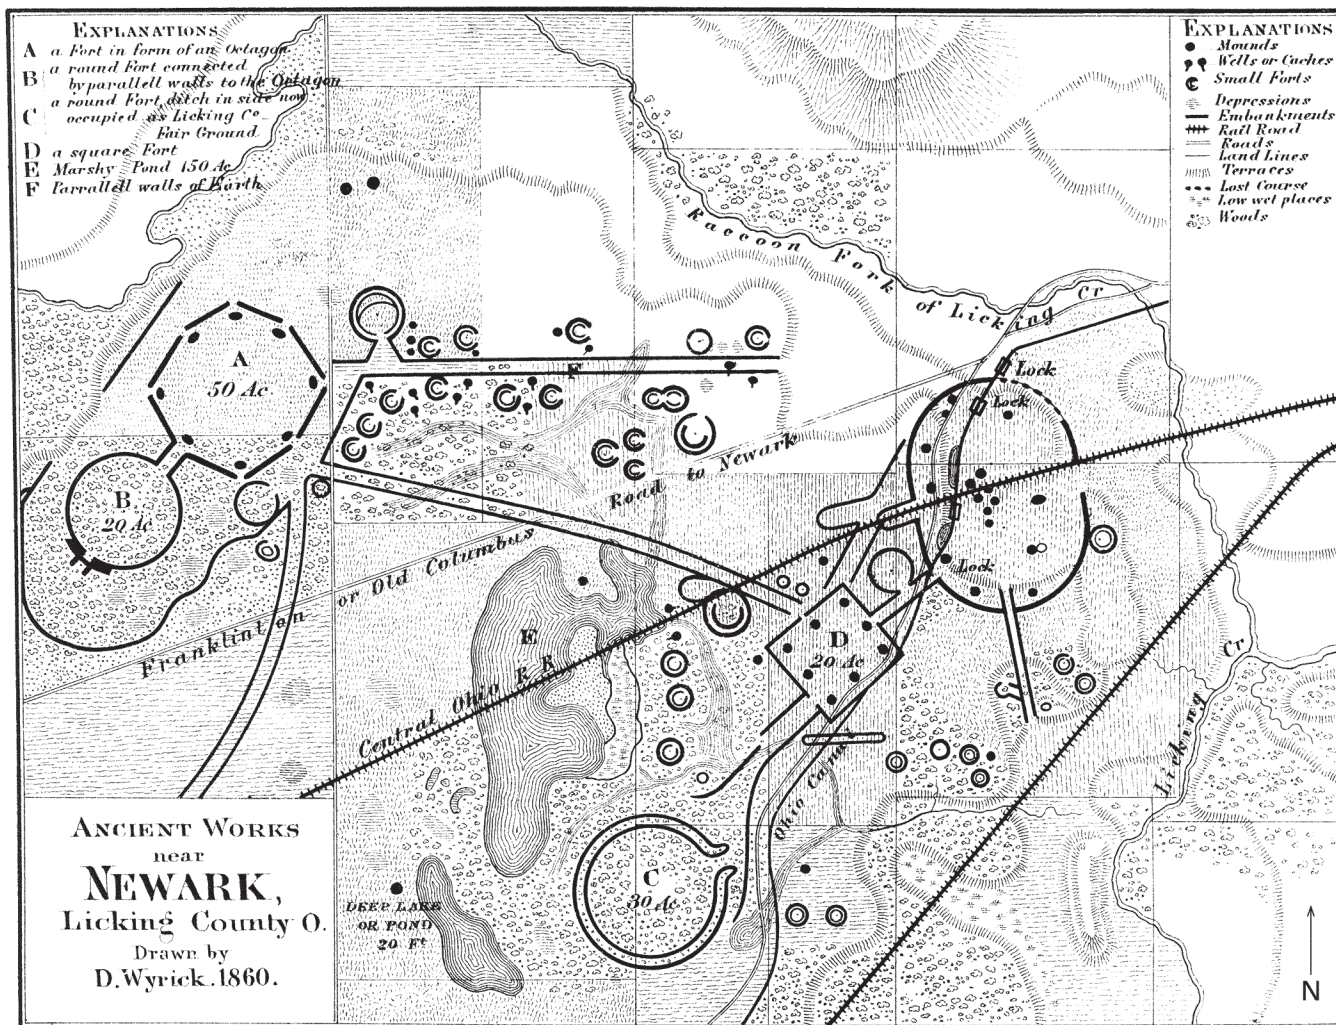 EXPLANATIONS
A a Fort in form of an Octagon
B a round Fort connected
by parallell walls to the Octagon
C a round Fort ditch in side now
occupied as Licking Co
Fair Ground
D a square Fort
E Marshy Pond 150 Ac
F Parrallell walls of Earth
EXPLANATIONS
Mounds
Wells or Caches
Small Forts
Depressions
Embankments
Rail Road
Roads
Land Lines
Terraces
Lost Course
Low wet places
Woods
Raccoon Fork of Licking Cr
A
50 Ac
B
20 Ac
F
Lock
Lock
Road to Newark
Lock
Franklinton or Old Columbus
E
D
20 Ac
Central Ohio R R
Licking Cr
Ohio Canal
C
30 Ac
DEEP LAKE
OR POND
20 Ft
ANCIENT WORKS
near
NEWARK,
Licking County O.
Drawn by
D. Wyrick. 1860.
N